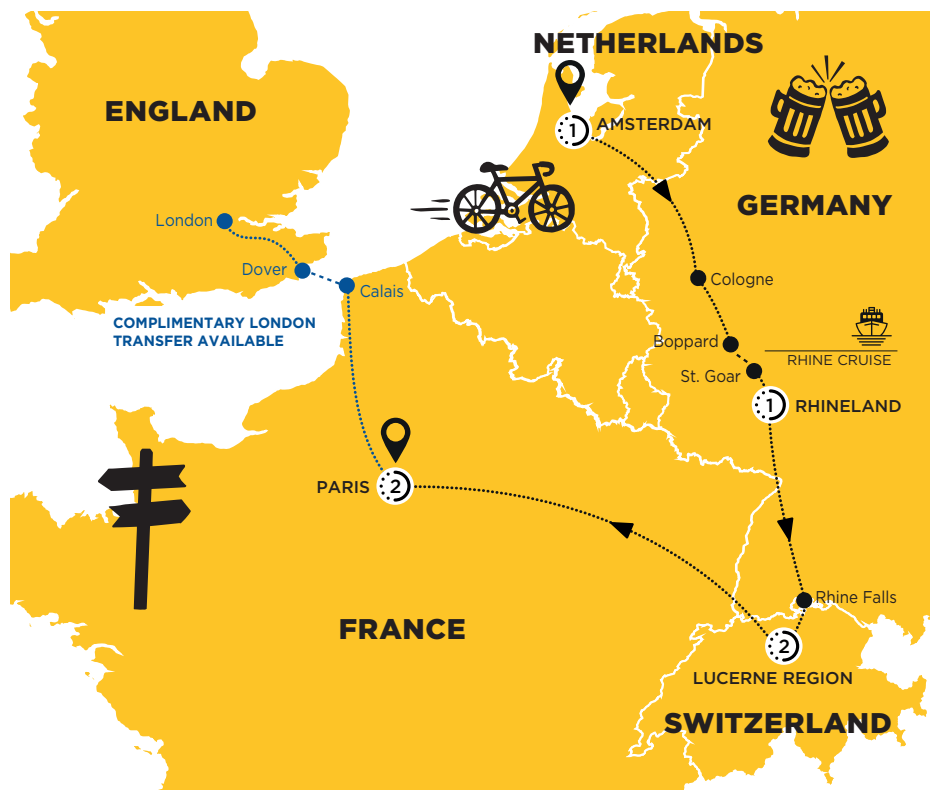 NETHERLANDS
ENGLAND
1
AMSTERDAM
GERMANY
London
Dover
Cologne
Calais
COMPLIMENTARY LONDON
TRANSFER AVAILABLE
Boppard
RHINE CRUISE
St. Goar
1
RHINELAND
PARIS
2
Rhine Falls
FRANCE
2
LUCERNE REGION
SWITZERLAND